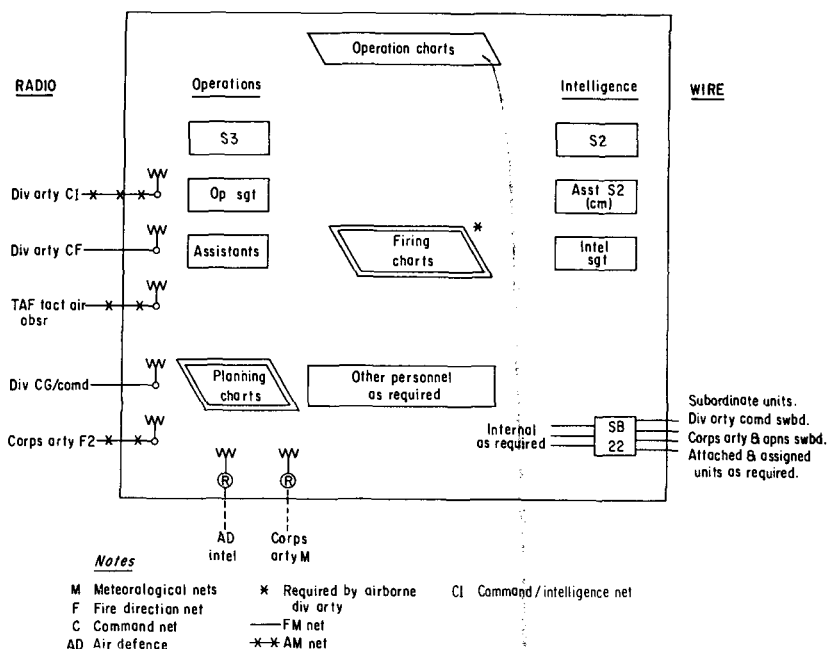 Operation charts
RADIO
Operations
Intelligence
WIRE
S3
S2
Div arty CI
Op sgt
Asst S2
(cm)
Div arty CF
Assistants
Firing
charts
*
Intel
sgt
TAF tact air
obsr
Div CG/comd
Planning
charts
Other personnel
as required
Corps arty F2
Internal
as required
SB
22
Subordinate units.
Div arty comd swbd.
Corps arty & apns swbd.
Attached & assigned
units as required.
R
R
AD
intel
Corps
arty M
Notes
M Meteoralogical nets
F Fire direction net
C Command net
AD Air defence
* Required by airborne
div arty
FM net
AM net
CI Command/intelligence net